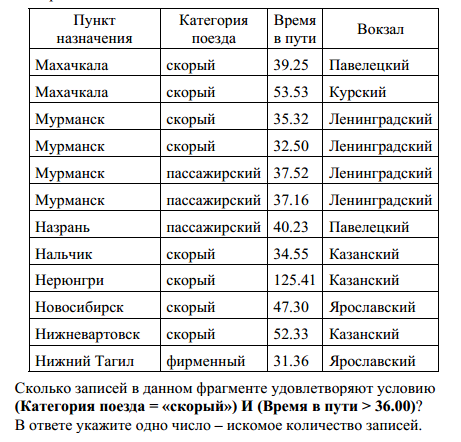 Пункт назначения Категория поезда Время в пути Вокзал
Махачкала скорый 39.25 Павелецкий
Махачкала скорый 53.53 Курский
Мурманск скорый 35.32 Ленинградский
Мурманск скорый 32.50 Ленинградский
Мурманск пассажирский 37.52 Ленинградский
Мурманск пассажирский 37.16 Ленинградский
Назрань пассажирский 40.23 Павелецкий
Нальчик скорый 34.55 Казанский
Нерюнгри скорый 125.41 Казанский
Новосибирск скорый 47.30 Ярославский
Нижневартовск скорый 52.33 Казанский
Нижний Тагил фирменный 31.36 Ярославский
Сколько записей в данном фрагменте удовлетворяют условию
(Категория поезда = «скорый») И (Время в пути > 36.00)?
В ответе укажите одно число – искомое количество записей.